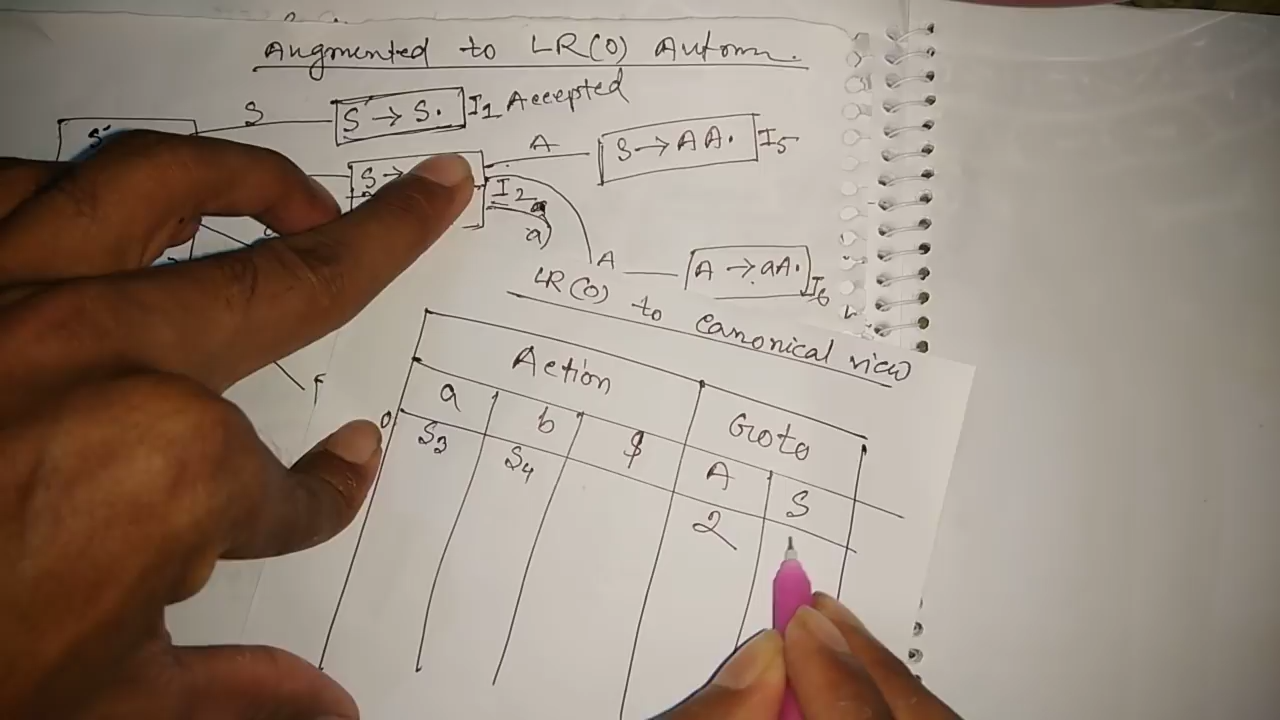 Augmented to LR(0) Autom.
S
S' → S.
I1 Accepted
S'
S →
I2
A
S → AA.
I5
a
A
A → aA.
I6
LR(0) to canonical view
Action
Goto
a
b
$
A
S
0
S3
S4
2